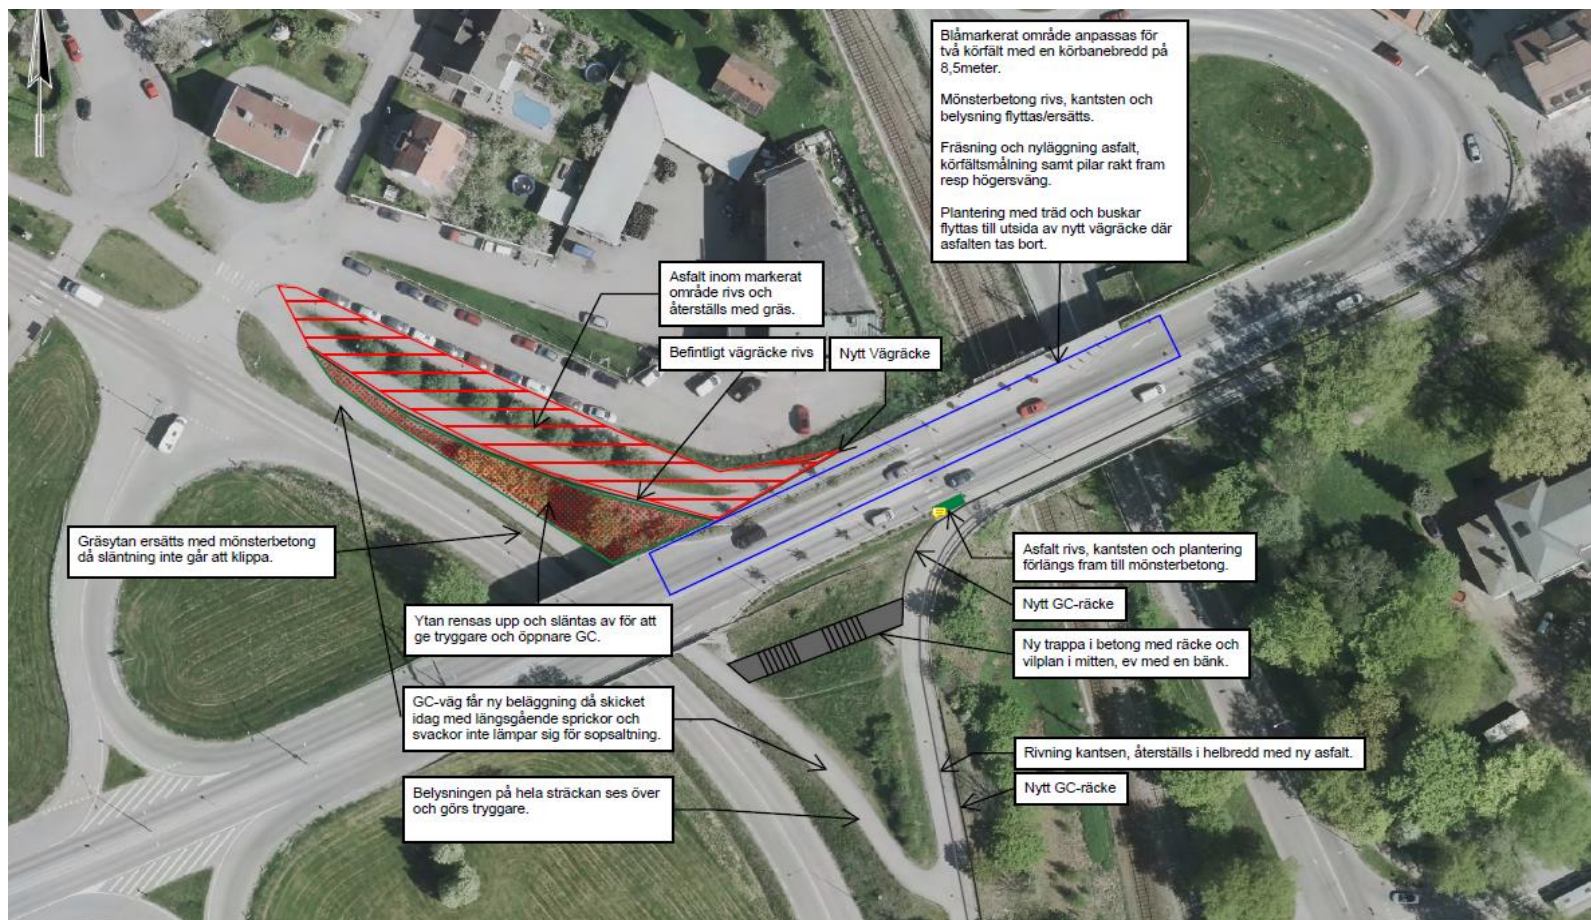 Blåmarkerat område anpassas för
två körfält med en körbanebredd på
8,5meter.
Mönsterbetong rivs, kantsten och
belysning flyttas/ersätts.
Fräsning och nyläggning asfalt,
körfältsmålning samt pilar rakt fram
resp högersväng.
Plantering med träd och buskar
flyttas till utsida av nytt vägräcke där
asfalten tas bort.
Asfalt inom markerat
område rivs och
återställs med gräs.
Befintligt vägräcke rivs
Nytt Vägräcke
Gräsytan ersätts med mönsterbetong
då släntning inte går att klippa.
Asfalt rivs, kantsten och plantering
förlängs fram till mönsterbetong.
Nytt GC-räcke
Ytan rensas upp och släntas av för att
ge tryggare och öppnare GC.
Ny trappa i betong med räcke och
vilplan i mitten, ev med en bänk.
GC-väg får ny beläggning då skicket
idag med längsgående sprickor och
svackor inte lämpar sig för sopsaltning.
Rivning kantsen, återställs i helbredd med ny asfalt.
Nytt GC-räcke
Belysningen på hela sträckan ses över
och görs tryggare.